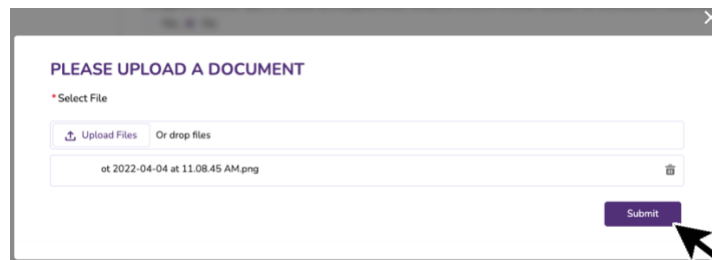 PLEASE UPLOAD A DOCUMENT
* Select File
Upload Files Or drop files
ot 2022-04-04 at 11.08.45 AM.png
Submit